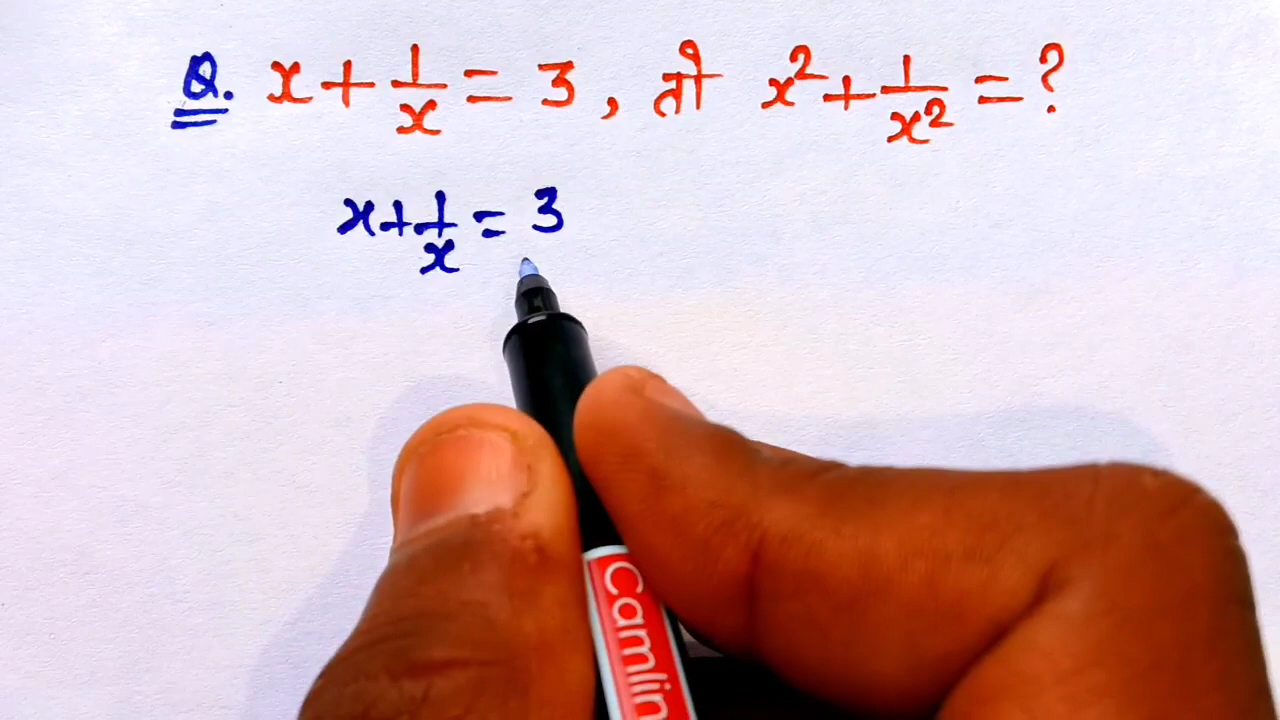 Q. x + 1/x = 3, तो x² + 1/x² = ?
x + 1/x = 3
Camlin